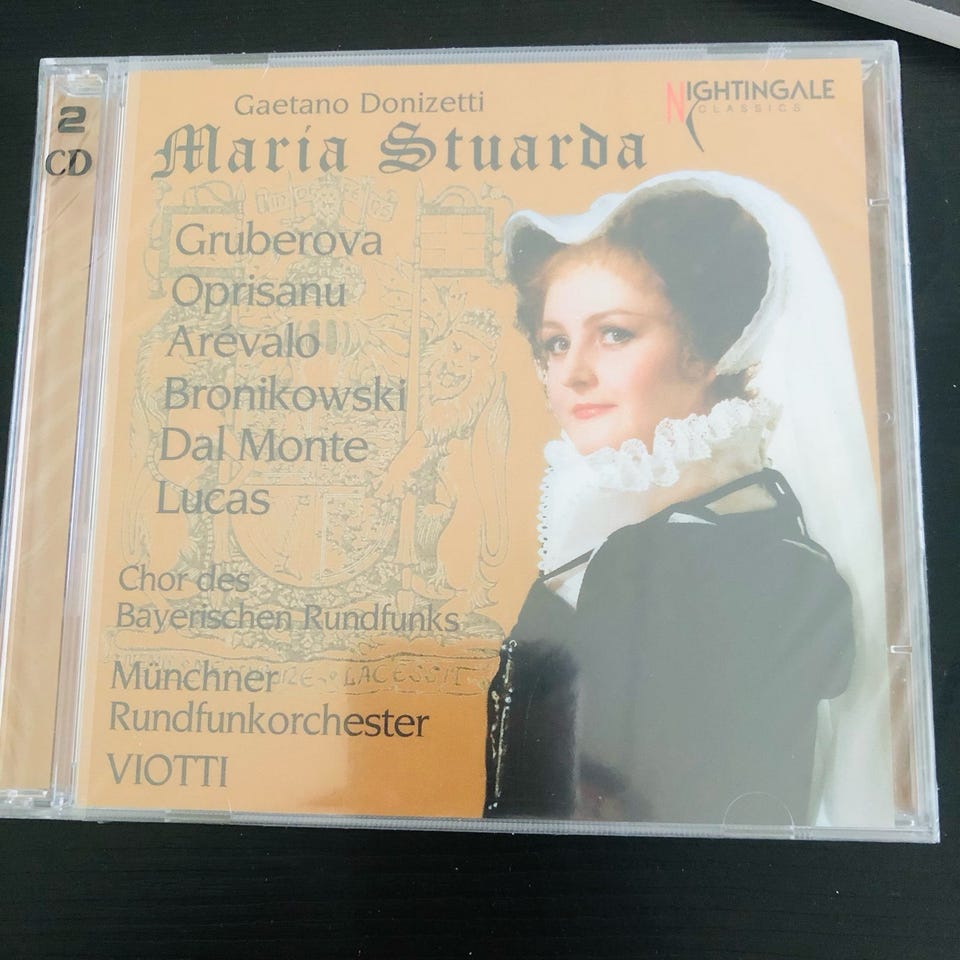 2
CD
Gaetano Donizetti
Maria Stuarda
NIGHTINGALE
CLASSICS
Gruberova
Oprisanu
Arévalo
Bronikowski
Dal Monte
Lucas
Chor des
Bayerischen Rundfunks
LACESSIT
Münchner
Rundfunkorchester
VIOTTI